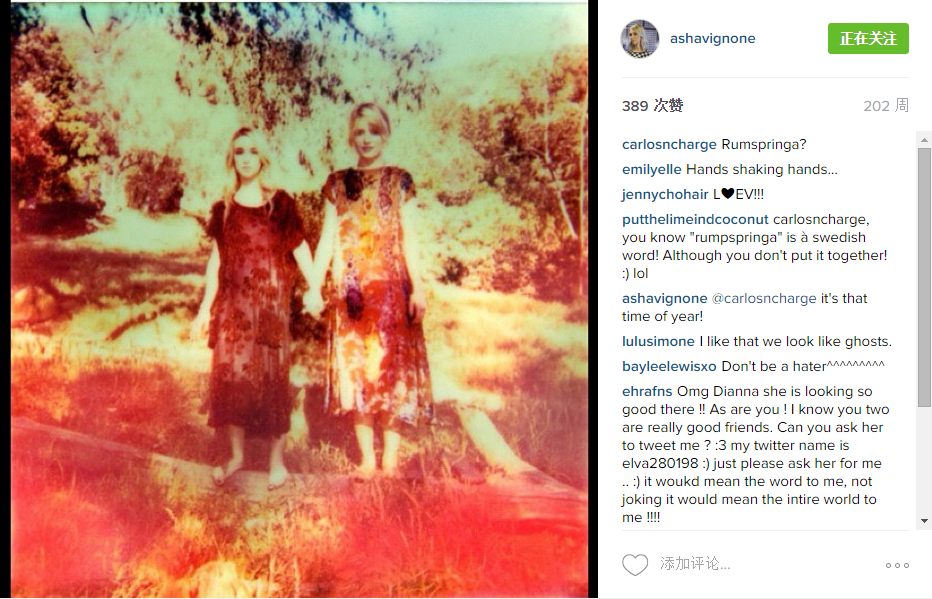 ashavignone
正在关注
389 次赞
202 周
carlosncharge Rumspringa?
emilyelle Hands shaking hands...
jennychohair L♥EV!!!
putthelimeindcoconut carlosncharge,
you know "rumpspringa" is à swedish
word! Although you don't put it together!
:) lol
ashavignone @carlosncharge it's that
time of year!
lulusimone I like that we look like ghosts.
bayleelewisxo Don't be a hater^^^^^^^^^
ehrafns Omg Dianna she is looking so
good there !! As are you ! I know you two
are really good friends. Can you ask her
to tweet me ? :3 my twitter name is
elva280198 :) just please ask her for me
.. :) it woukd mean the word to me, not
joking it would mean the intire world to
me !!!!
添加评论...